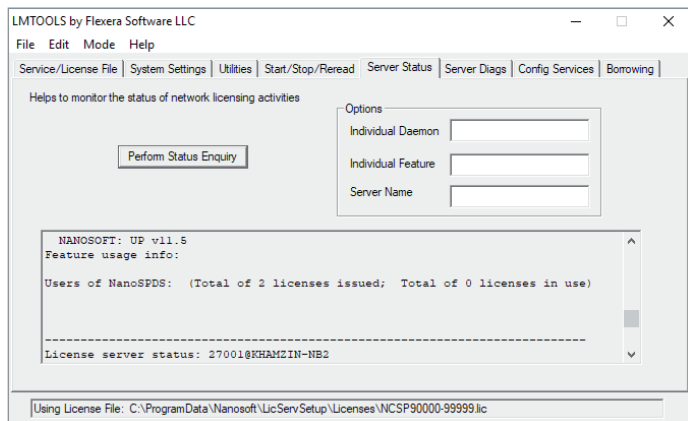 LMTOOLS by Flexera Software LLC
File Edit Mode Help
Service/License File System Settings Utilities Start/Stop/Reread Server Status Server Diags Config Services Borrowing
Helps to monitor the status of network licensing activities
Options
Individual Daemon
Perform Status Enquiry
Individual Feature
Server Name
NANOSOFT: UP v11.5
Feature usage info:
Users of NanoSPDS: (Total of 2 licenses issued; Total of 0 licenses in use)
--------------------------------------------------------------------------
License server status: 27001@KHAMZIN-NB2
Using License File: C:\ProgramData\Nanosoft\LicServSetup\Licenses\NCSP90000-99999.lic